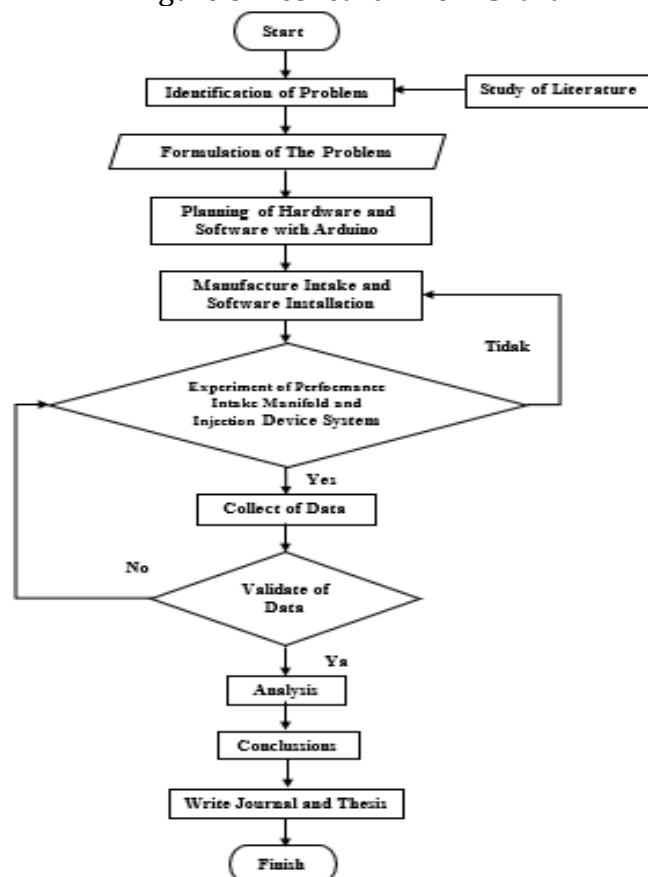 Start
Identification of Problem
Study of Literature
Formulation of The Problem
Planning of Hardware and
Software with Arduino
Manufacture Intake and
Software Installation
Tidak
Experiment of Performance
Intake Manifold and
Injection Device System
Yes
Collect of Data
No
Validate of
Data
Ya
Analysis
Conclussions
Write Journal and Thesis
Finish